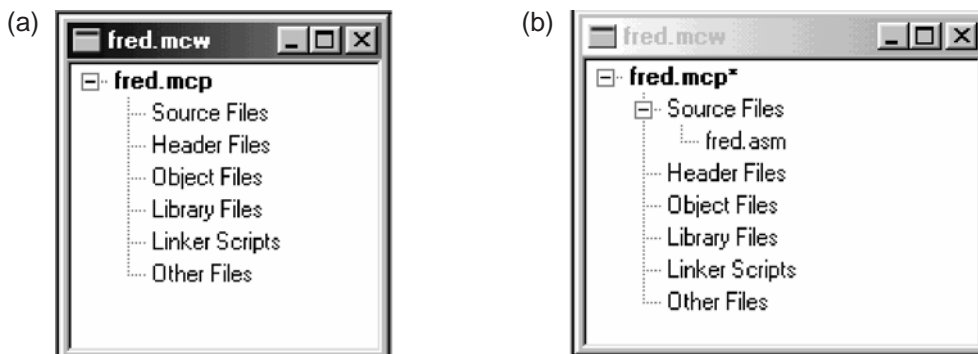 (a)
fred.mcw
fred.mcp
Source Files
Header Files
Object Files
Library Files
Linker Scripts
Other Files
(b)
fred.mcw
fred.mcp*
Source Files
fred.asm
Header Files
Object Files
Library Files
Linker Scripts
Other Files